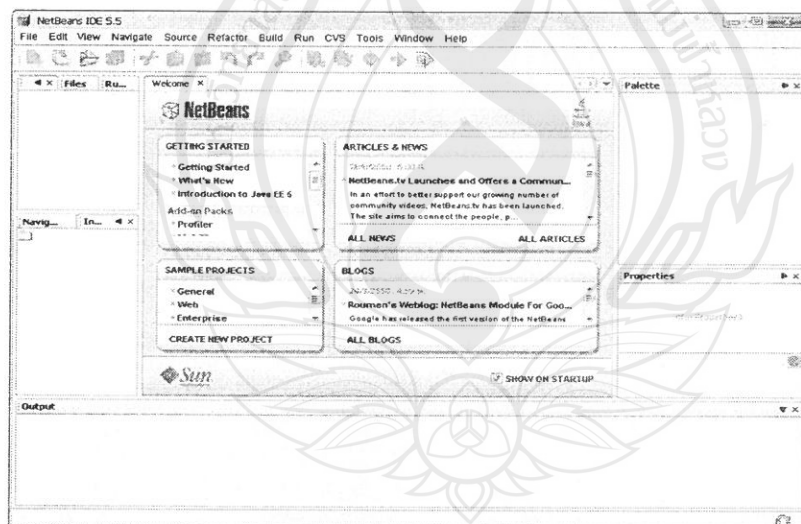 NetBeans IDE 5.5
File Edit View Navigate Source Refactor Build Run CVS Tools Window Help
Files Ru...
Welcome
Palette
NetBeans
GETTING STARTED
Getting Started
What's New
Introduction to Java EE 5
Add-on Packs
Profiler
ARTICLES & NEWS
NetBeans.tv Launches and Offers a Commun...
In an effort to better support our growing number of
community videos, NetBeans.tv has been launched.
The site aims to connect the people, p...
ALL NEWS ALL ARTICLES
Navig... In...
SAMPLE PROJECTS
General
Web
Enterprise
CREATE NEW PROJECT
BLOGS
Roumen's Weblog: NetBeans Module For Goo...
Google has released the first version of the NetBeans
ALL BLOGS
Properties
Sun
SHOW ON STARTUP
Output